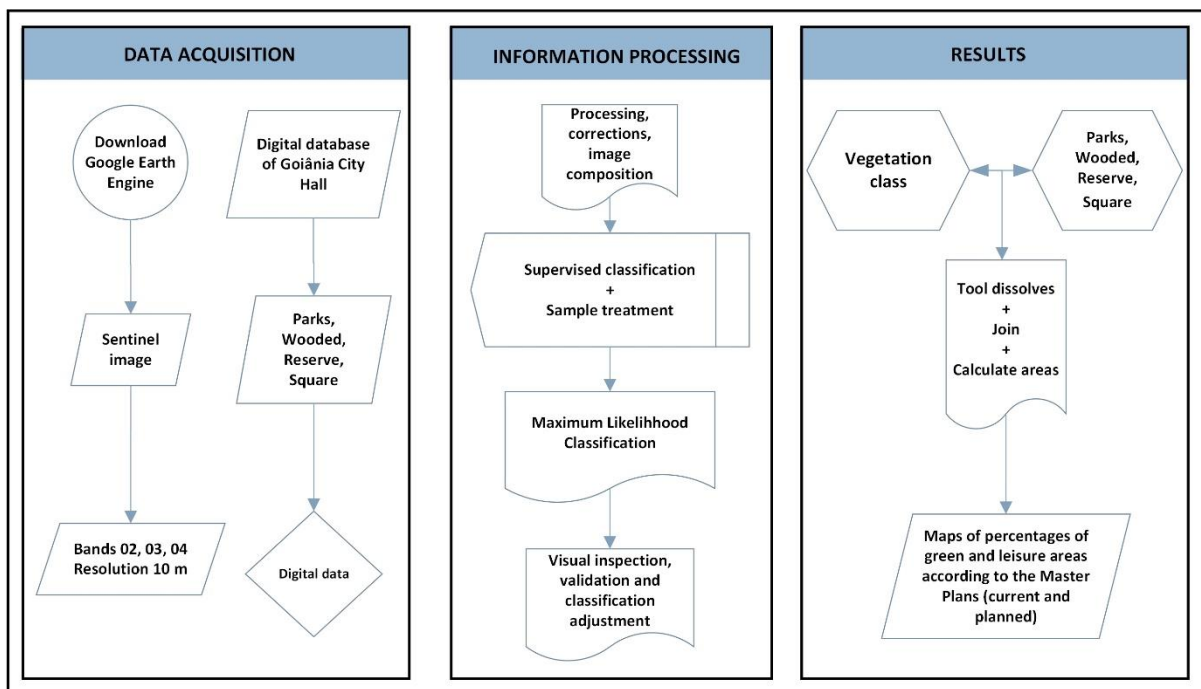 DATA ACQUISITION
Download
Google Earth
Engine
Sentinel
image
Bands 02, 03, 04
Resolution 10 m
Digital database
of Goiânia City
Hall
Parks,
Wooded,
Reserve,
Square
Digital data
INFORMATION PROCESSING
Processing,
corrections,
image
composition
Supervised classification
+
Sample treatment
Maximum Likelihhood
Classification
Visual inspection,
validation and
classification
adjustment
RESULTS
Vegetation
class
Parks,
Wooded,
Reserve,
Square
Tool dissolves
+
Join
+
Calculate areas
Maps of percentages of
green and leisure areas
according to the Master
Plans (current and
planned)